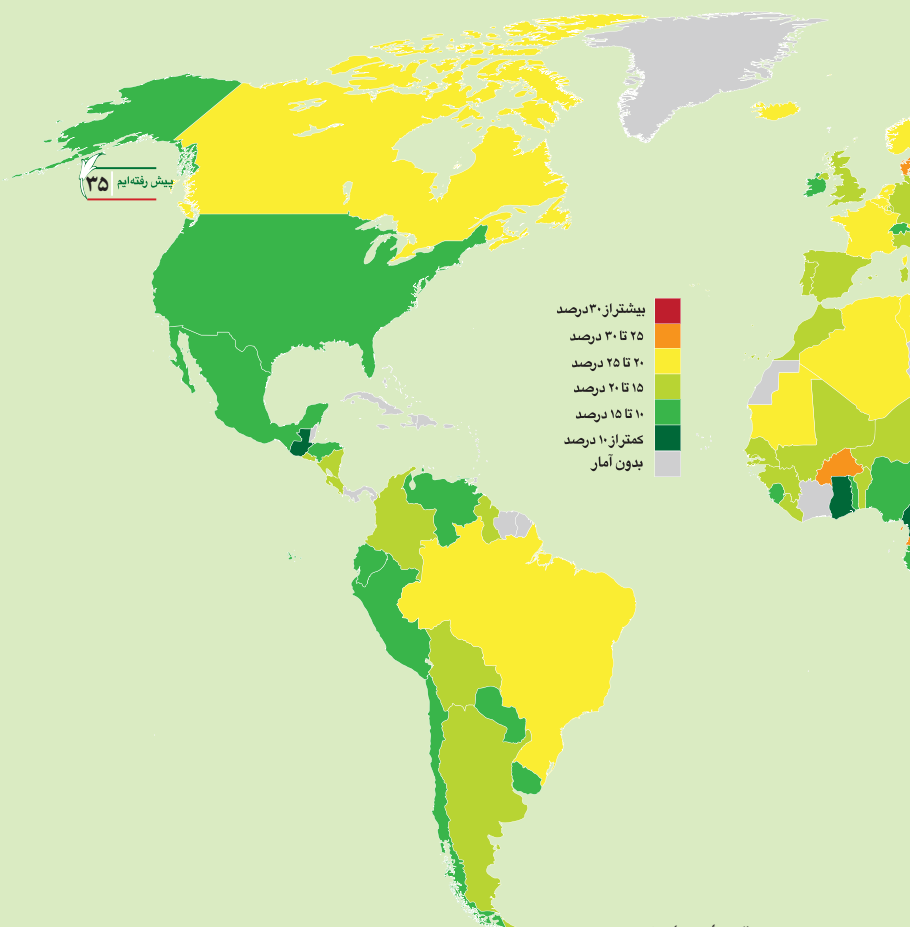 پیش رفته‌ایم ۳۵
بیشتر از ۳۰ درصد
۲۵ تا ۳۰ درصد
۲۰ تا ۲۵ درصد
۱۵ تا ۲۰ درصد
۱۰ تا ۱۵ درصد
کمتر از ۱۰ درصد
بدون آمار